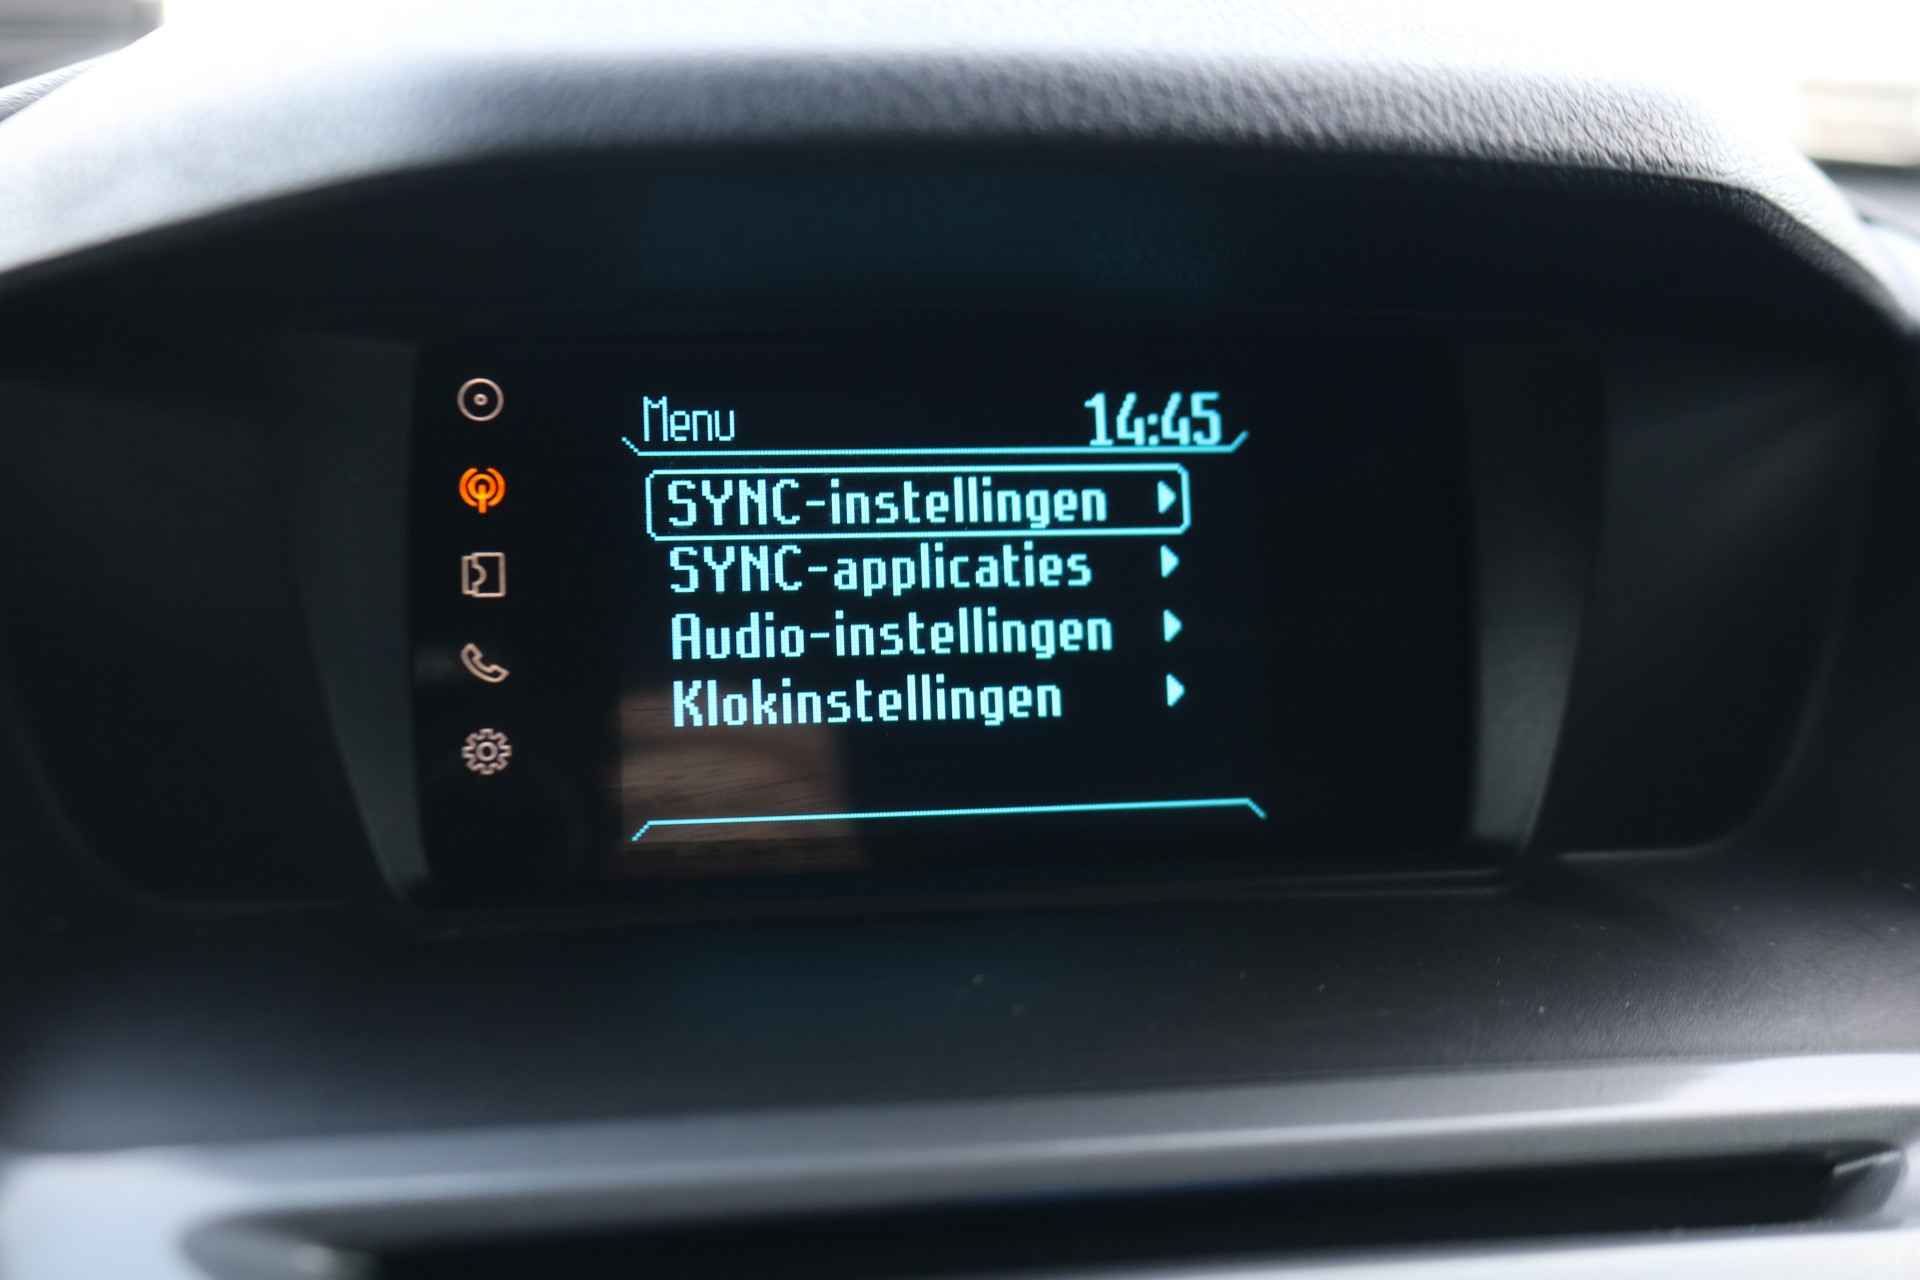 Menu 14:45
SYNC-instellingen
SYNC-applicaties
Audio-instellingen
Klokinstellingen